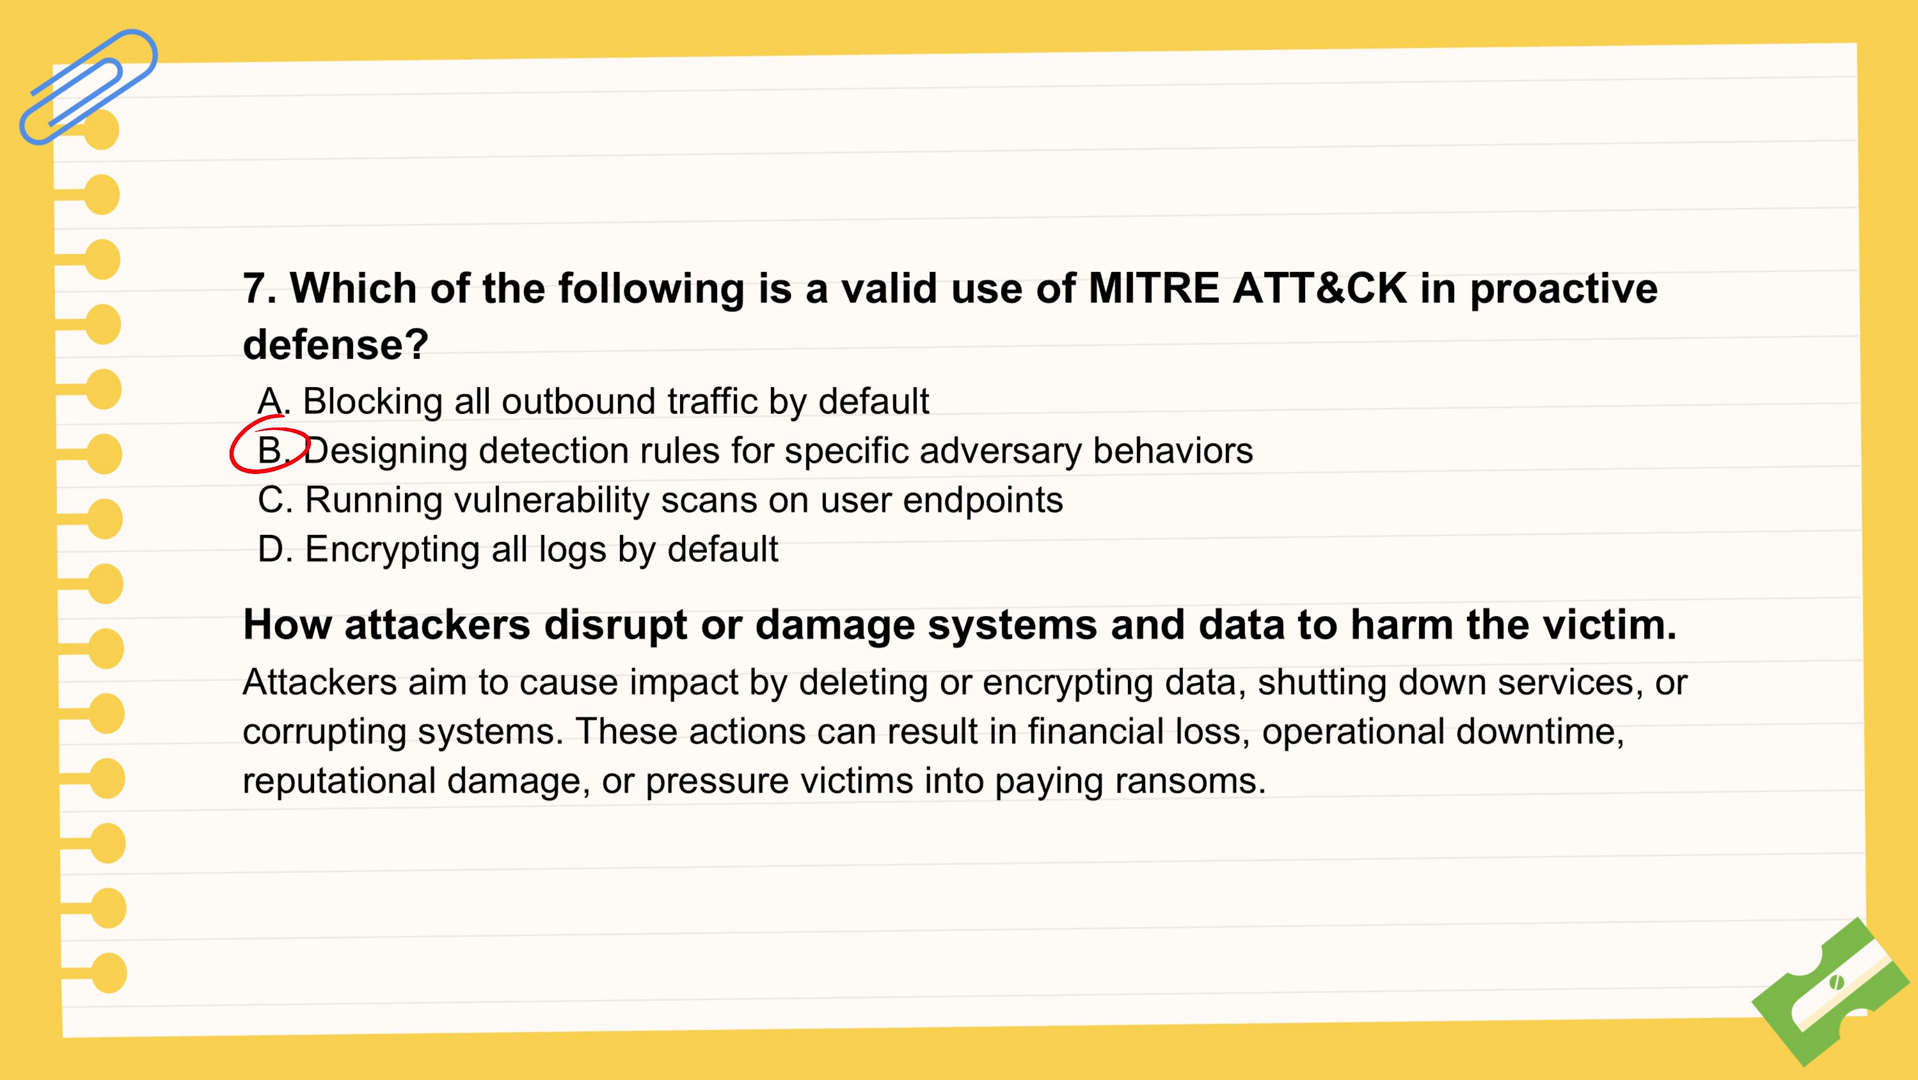 7. Which of the following is a valid use of MITRE ATT&CK in proactive
defense?
A. Blocking all outbound traffic by default
B. Designing detection rules for specific adversary behaviors
C. Running vulnerability scans on user endpoints
D. Encrypting all logs by default
How attackers disrupt or damage systems and data to harm the victim.
Attackers aim to cause impact by deleting or encrypting data, shutting down services, or
corrupting systems. These actions can result in financial loss, operational downtime,
reputational damage, or pressure victims into paying ransoms.